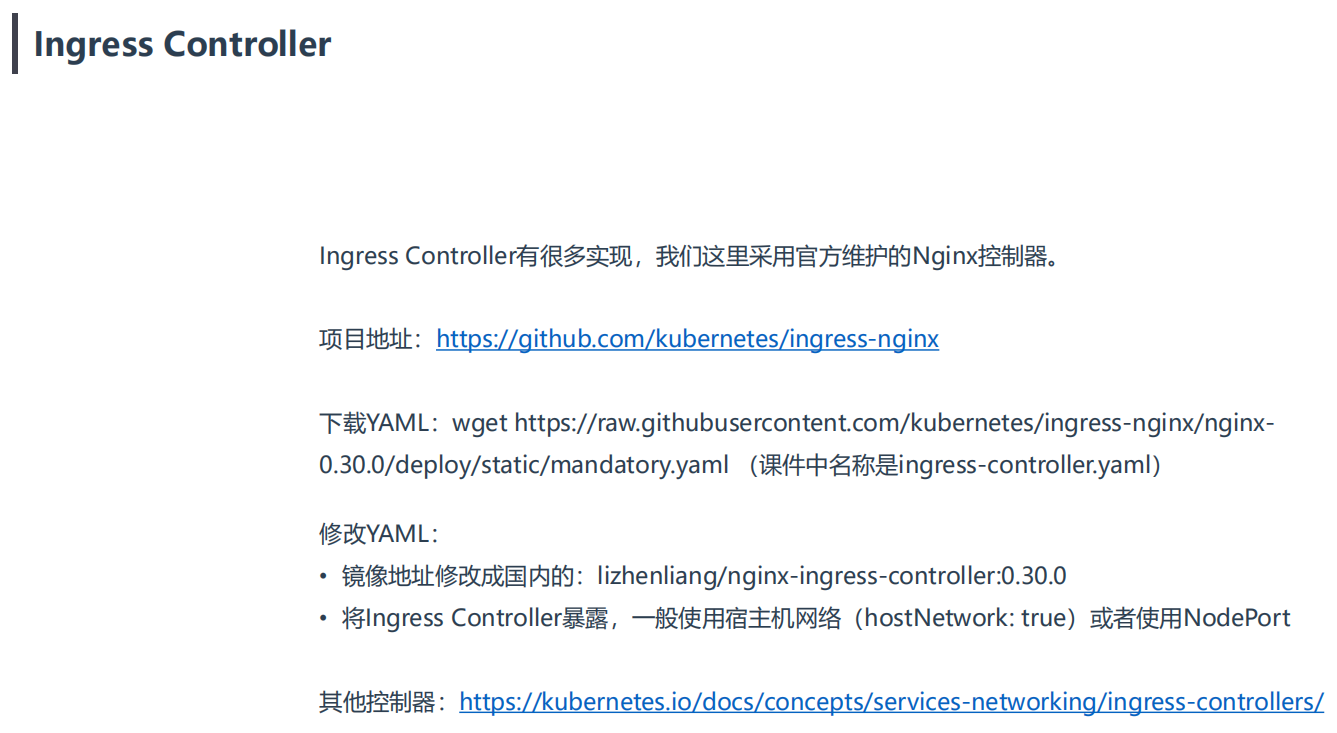 Ingress Controller
Ingress Controller有很多实现，我们这里采用官方维护的Nginx控制器。
项目地址：https://github.com/kubernetes/ingress-nginx
下载YAML：wget https://raw.githubusercontent.com/kubernetes/ingress-nginx/nginx-
0.30.0/deploy/static/mandatory.yaml （课件中名称是ingress-controller.yaml）
修改YAML：
• 镜像地址修改成国内的：lizhenliang/nginx-ingress-controller:0.30.0
• 将Ingress Controller暴露，一般使用宿主机网络（hostNetwork: true）或者使用NodePort
其他控制器：https://kubernetes.io/docs/concepts/services-networking/ingress-controllers/